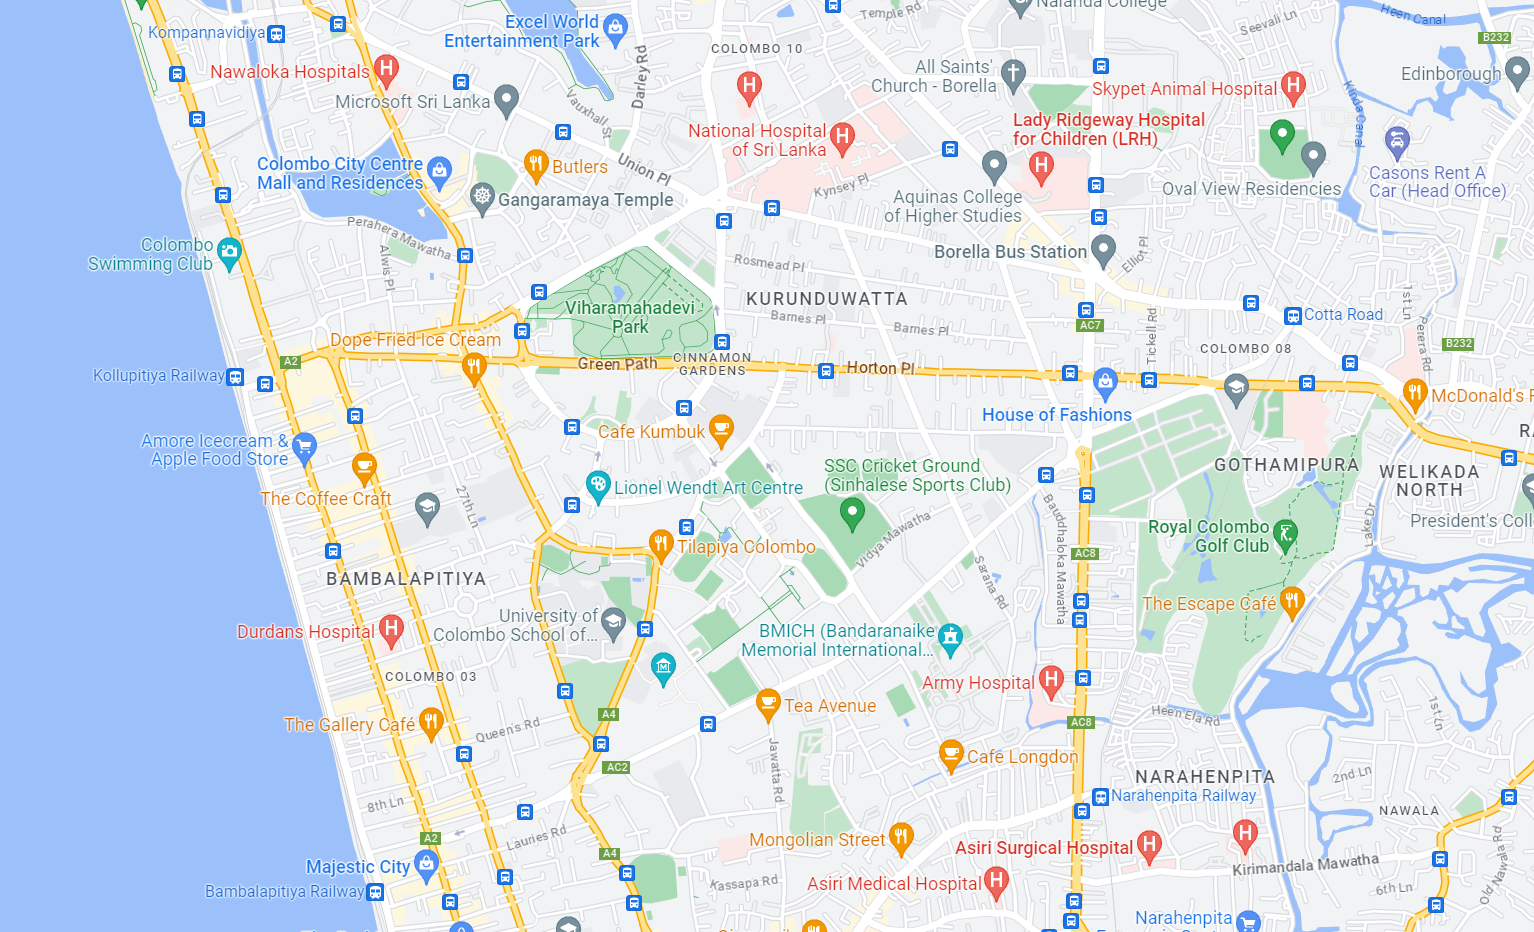 Nalanda College
Heen Canal
Temple Rd
Seevali Ln
Excel World
Entertainment Park
Kompannavidiya
B232
COLOMBO 10
Darley Rd
All Saints'
Church - Borella
Nawaloka Hospitals
Edinborough
Microsoft Sri Lanka
Skypet Animal Hospital
Vauxhall St
Kinda Canal
Lady Ridgeway Hospital
for Children (LRH)
National Hospital
of Sri Lanka
Colombo City Centre
Mall and Residences
Butlers
Union Pl
Kynsey Pl
Casons Rent A
Car (Head Office)
Oval View Residencies
Gangaramaya Temple
Aquinas College
of Higher Studies
Perahera Mawatha
Colombo
Swimming Club
Alwis Pl
Borella Bus Station
Elliot Pl
Rosmead Pl
KURUNDUWATTA
Viharamahadevi
Park
Barnes Pl
Barnes Pl
AC7
Tickell Rd
Cotta Road
1st Ln
Perera Rd
B232
Dope Fried Ice Cream
COLOMBO 08
A2
Green Path
CINNAMON
GARDENS
Horton Pl
Kollupitiya Railway
House of Fashions
McDonald's R
Cafe Kumbuk
Amore Icecream &
Apple Food Store
SSC Cricket Ground
(Sinhalese Sports Club)
GOTHAMIPURA
WELIKADA
NORTH
The Coffee Craft
27th Ln
Lionel Wendt Art Centre
Bauddhaloka Mawatha
Lake Dr
President's Coll
Vidya Mawatha
Royal Colombo
Golf Club
Tilapiya Colombo
AC8
BAMBALAPITIYA
Sarana Rd
The Escape Café
University of
Colombo School of...
Durdans Hospital
BMICH (Bandaranaike
Memorial International...
COLOMBO 03
Army Hospital
Tea Avenue
A4
Heen Ela Rd
1st Ln
The Gallery Café
Queen's Rd
AC8
Jawatta Rd
Cafe Longdon
AC2
NARAHENPITA
2nd Ln
Narahenpita Railway
8th Ln
NAWALA
A2
Lauries Rd
Mongolian Street
Asiri Surgical Hospital
A4
Majestic City
Kirimandala Mawatha
Nawala Rd
Bambalapitiya Railway
Kassapa Rd
Asiri Medical Hospital
6th Ln
Old Nawala
Narahenpita